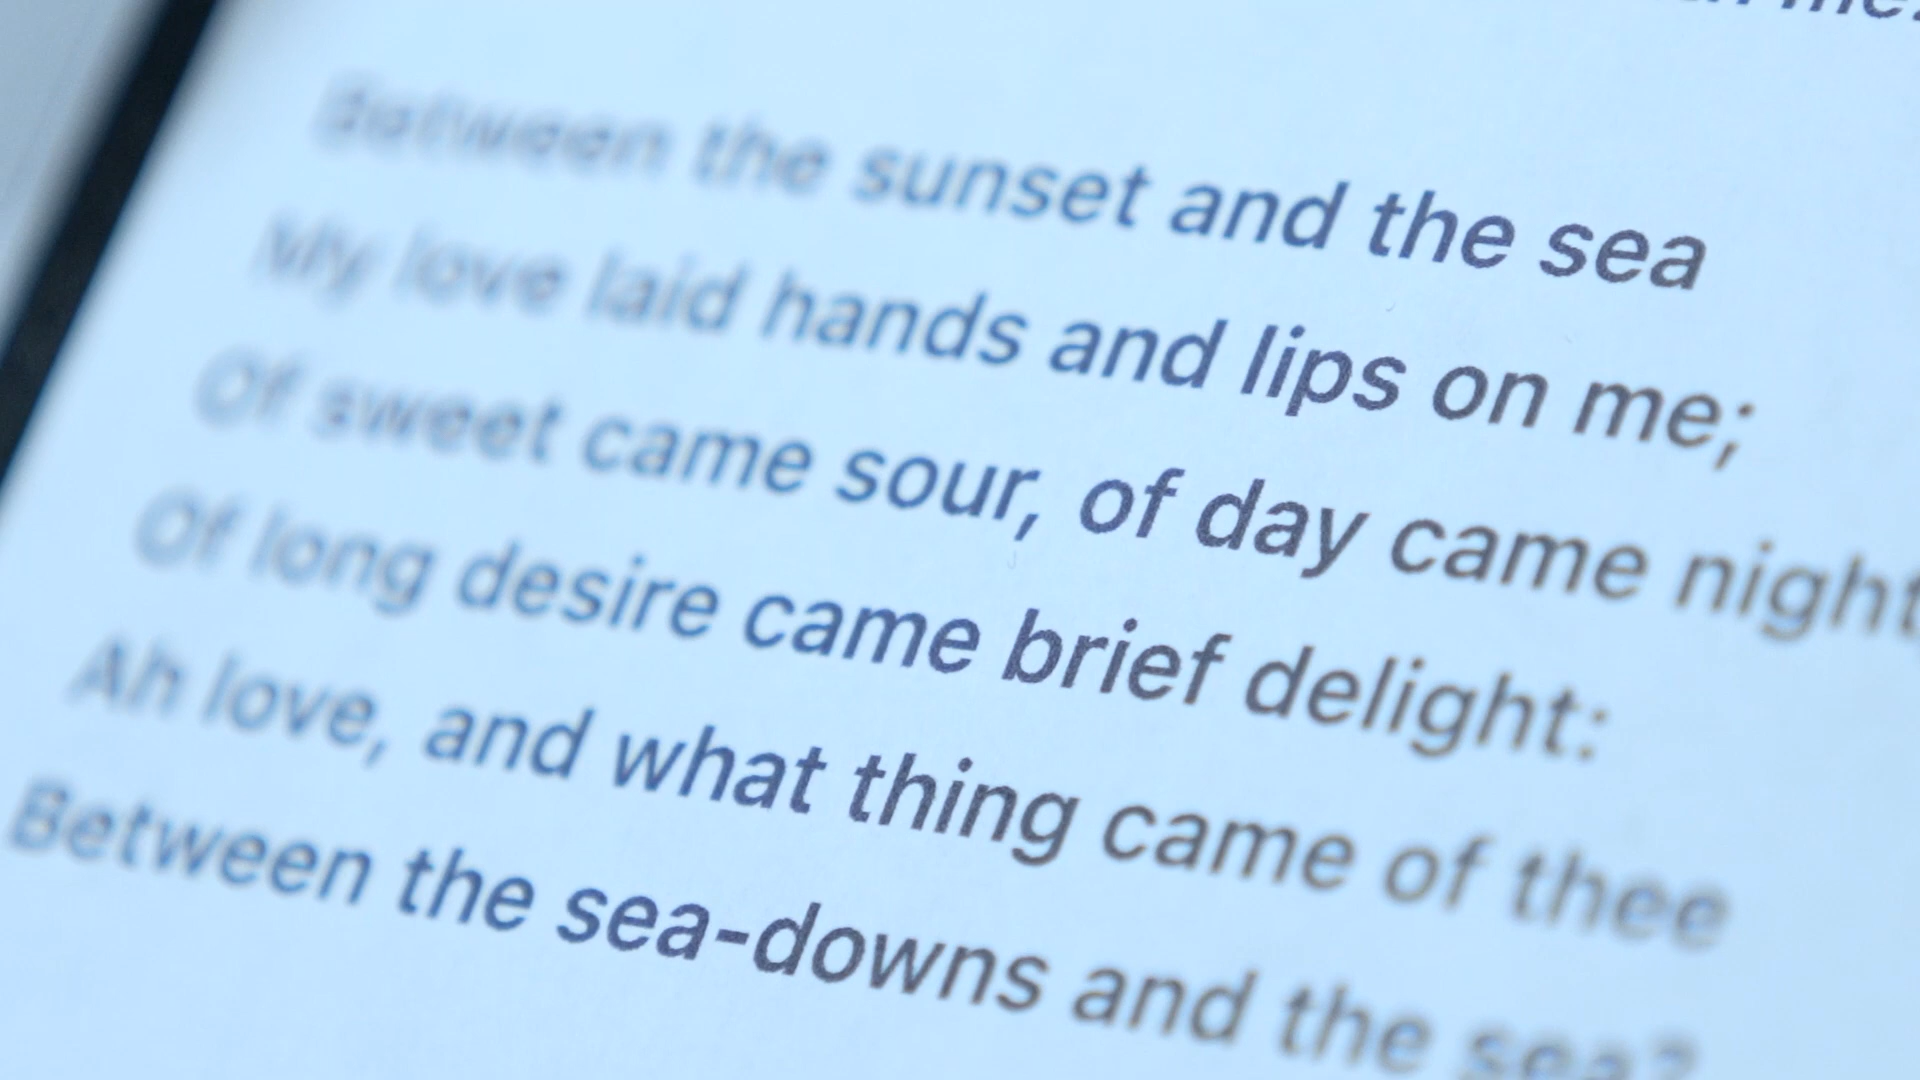 me.
Between the sunset and the sea
My love laid hands and lips on me;
Of sweet came sour, of day came night,
Of long desire came brief delight:
Ah love, and what thing came of thee
Between the sea-downs and the sea?